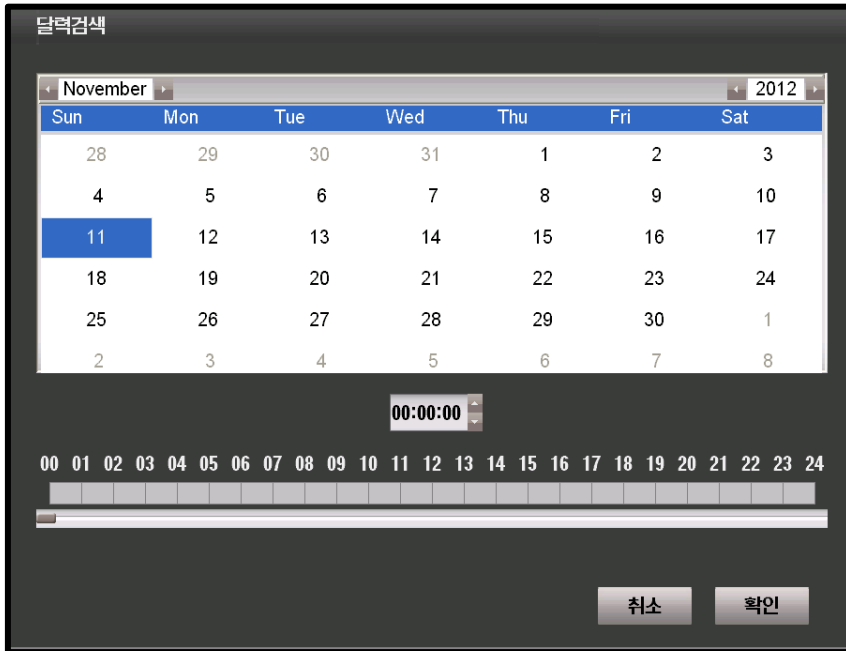 달력검색
November 2012
Sun Mon Tue Wed Thu Fri Sat
28 29 30 31 1 2 3
4 5 6 7 8 9 10
11 12 13 14 15 16 17
18 19 20 21 22 23 24
25 26 27 28 29 30 1
2 3 4 5 6 7 8
00:00:00
00 01 02 03 04 05 06 07 08 09 10 11 12 13 14 15 16 17 18 19 20 21 22 23 24
취소 확인